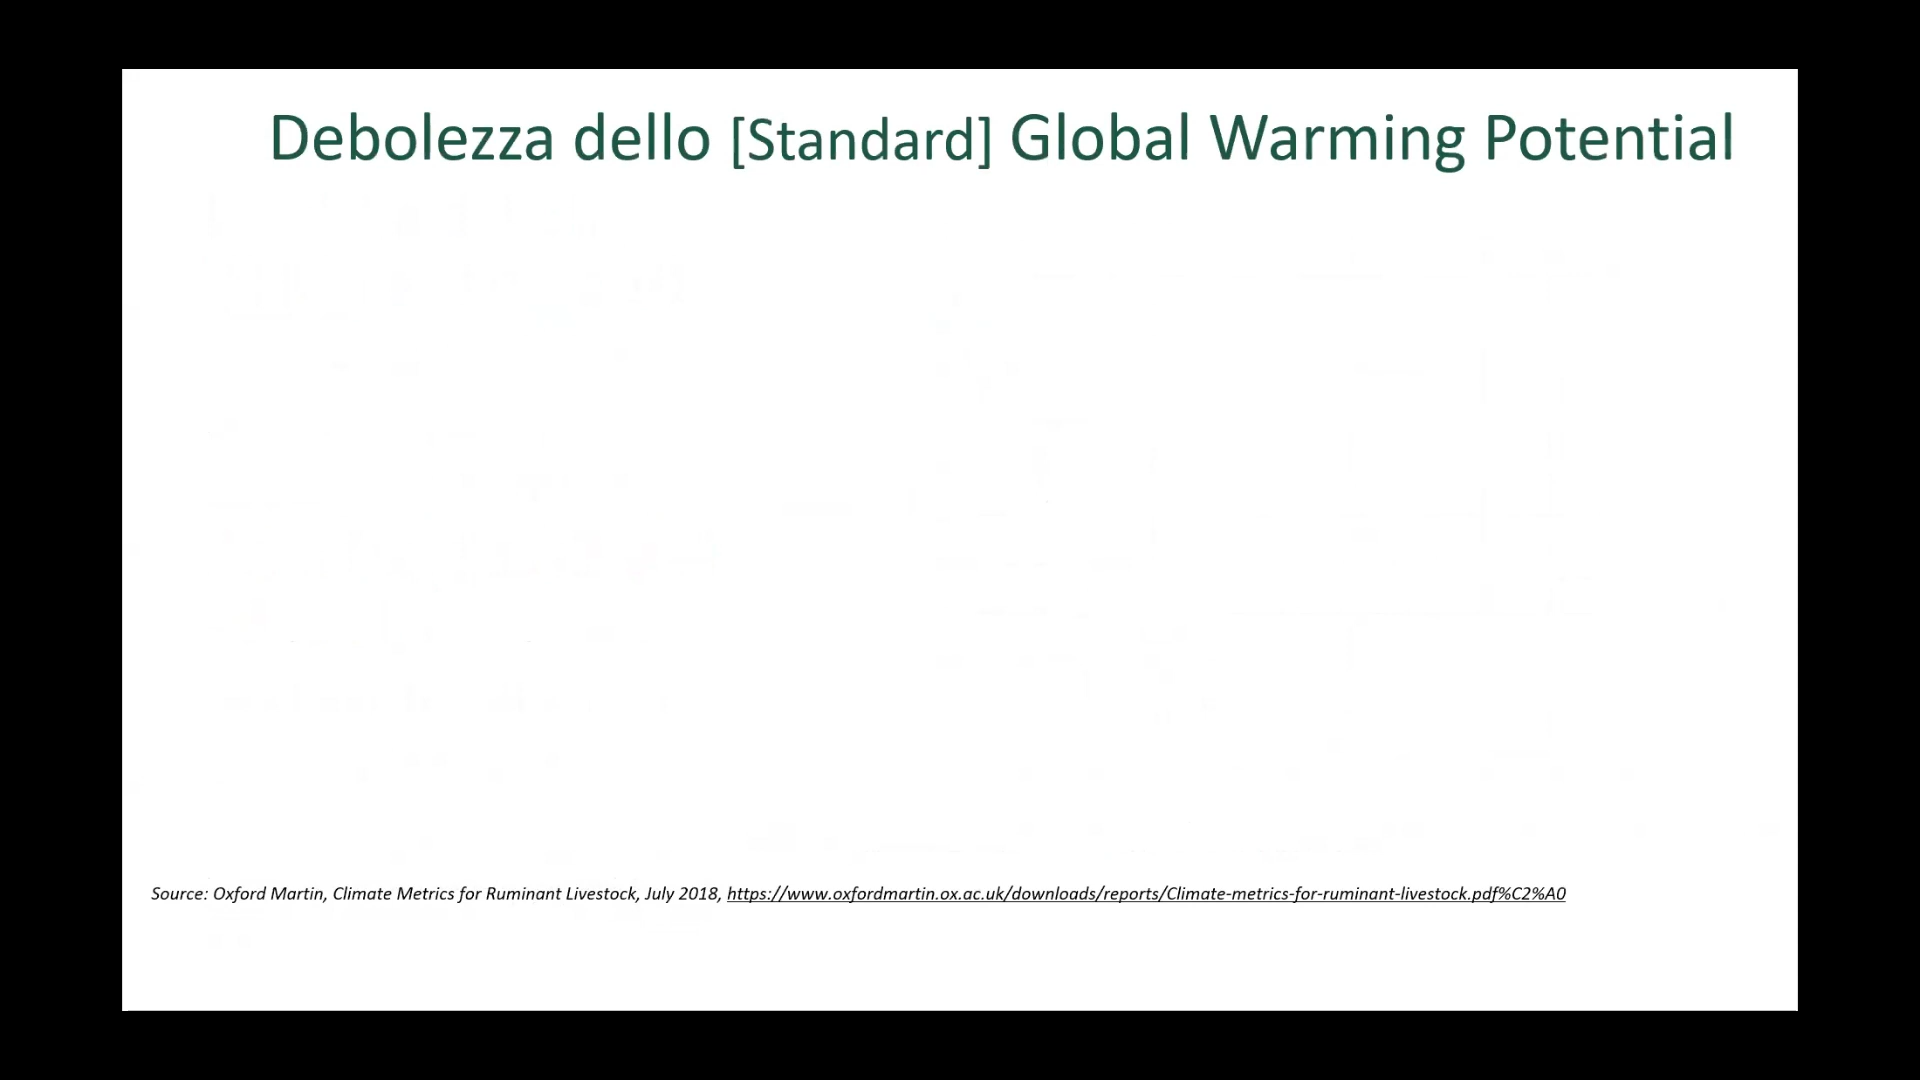 Debolezza dello [Standard] Global Warming Potential
Source: Oxford Martin, Climate Metrics for Ruminant Livestock, July 2018, https://www.oxfordmartin.ox.ac.uk/downloads/reports/Climate-metrics-for-ruminant-livestock.pdf%C2%A0